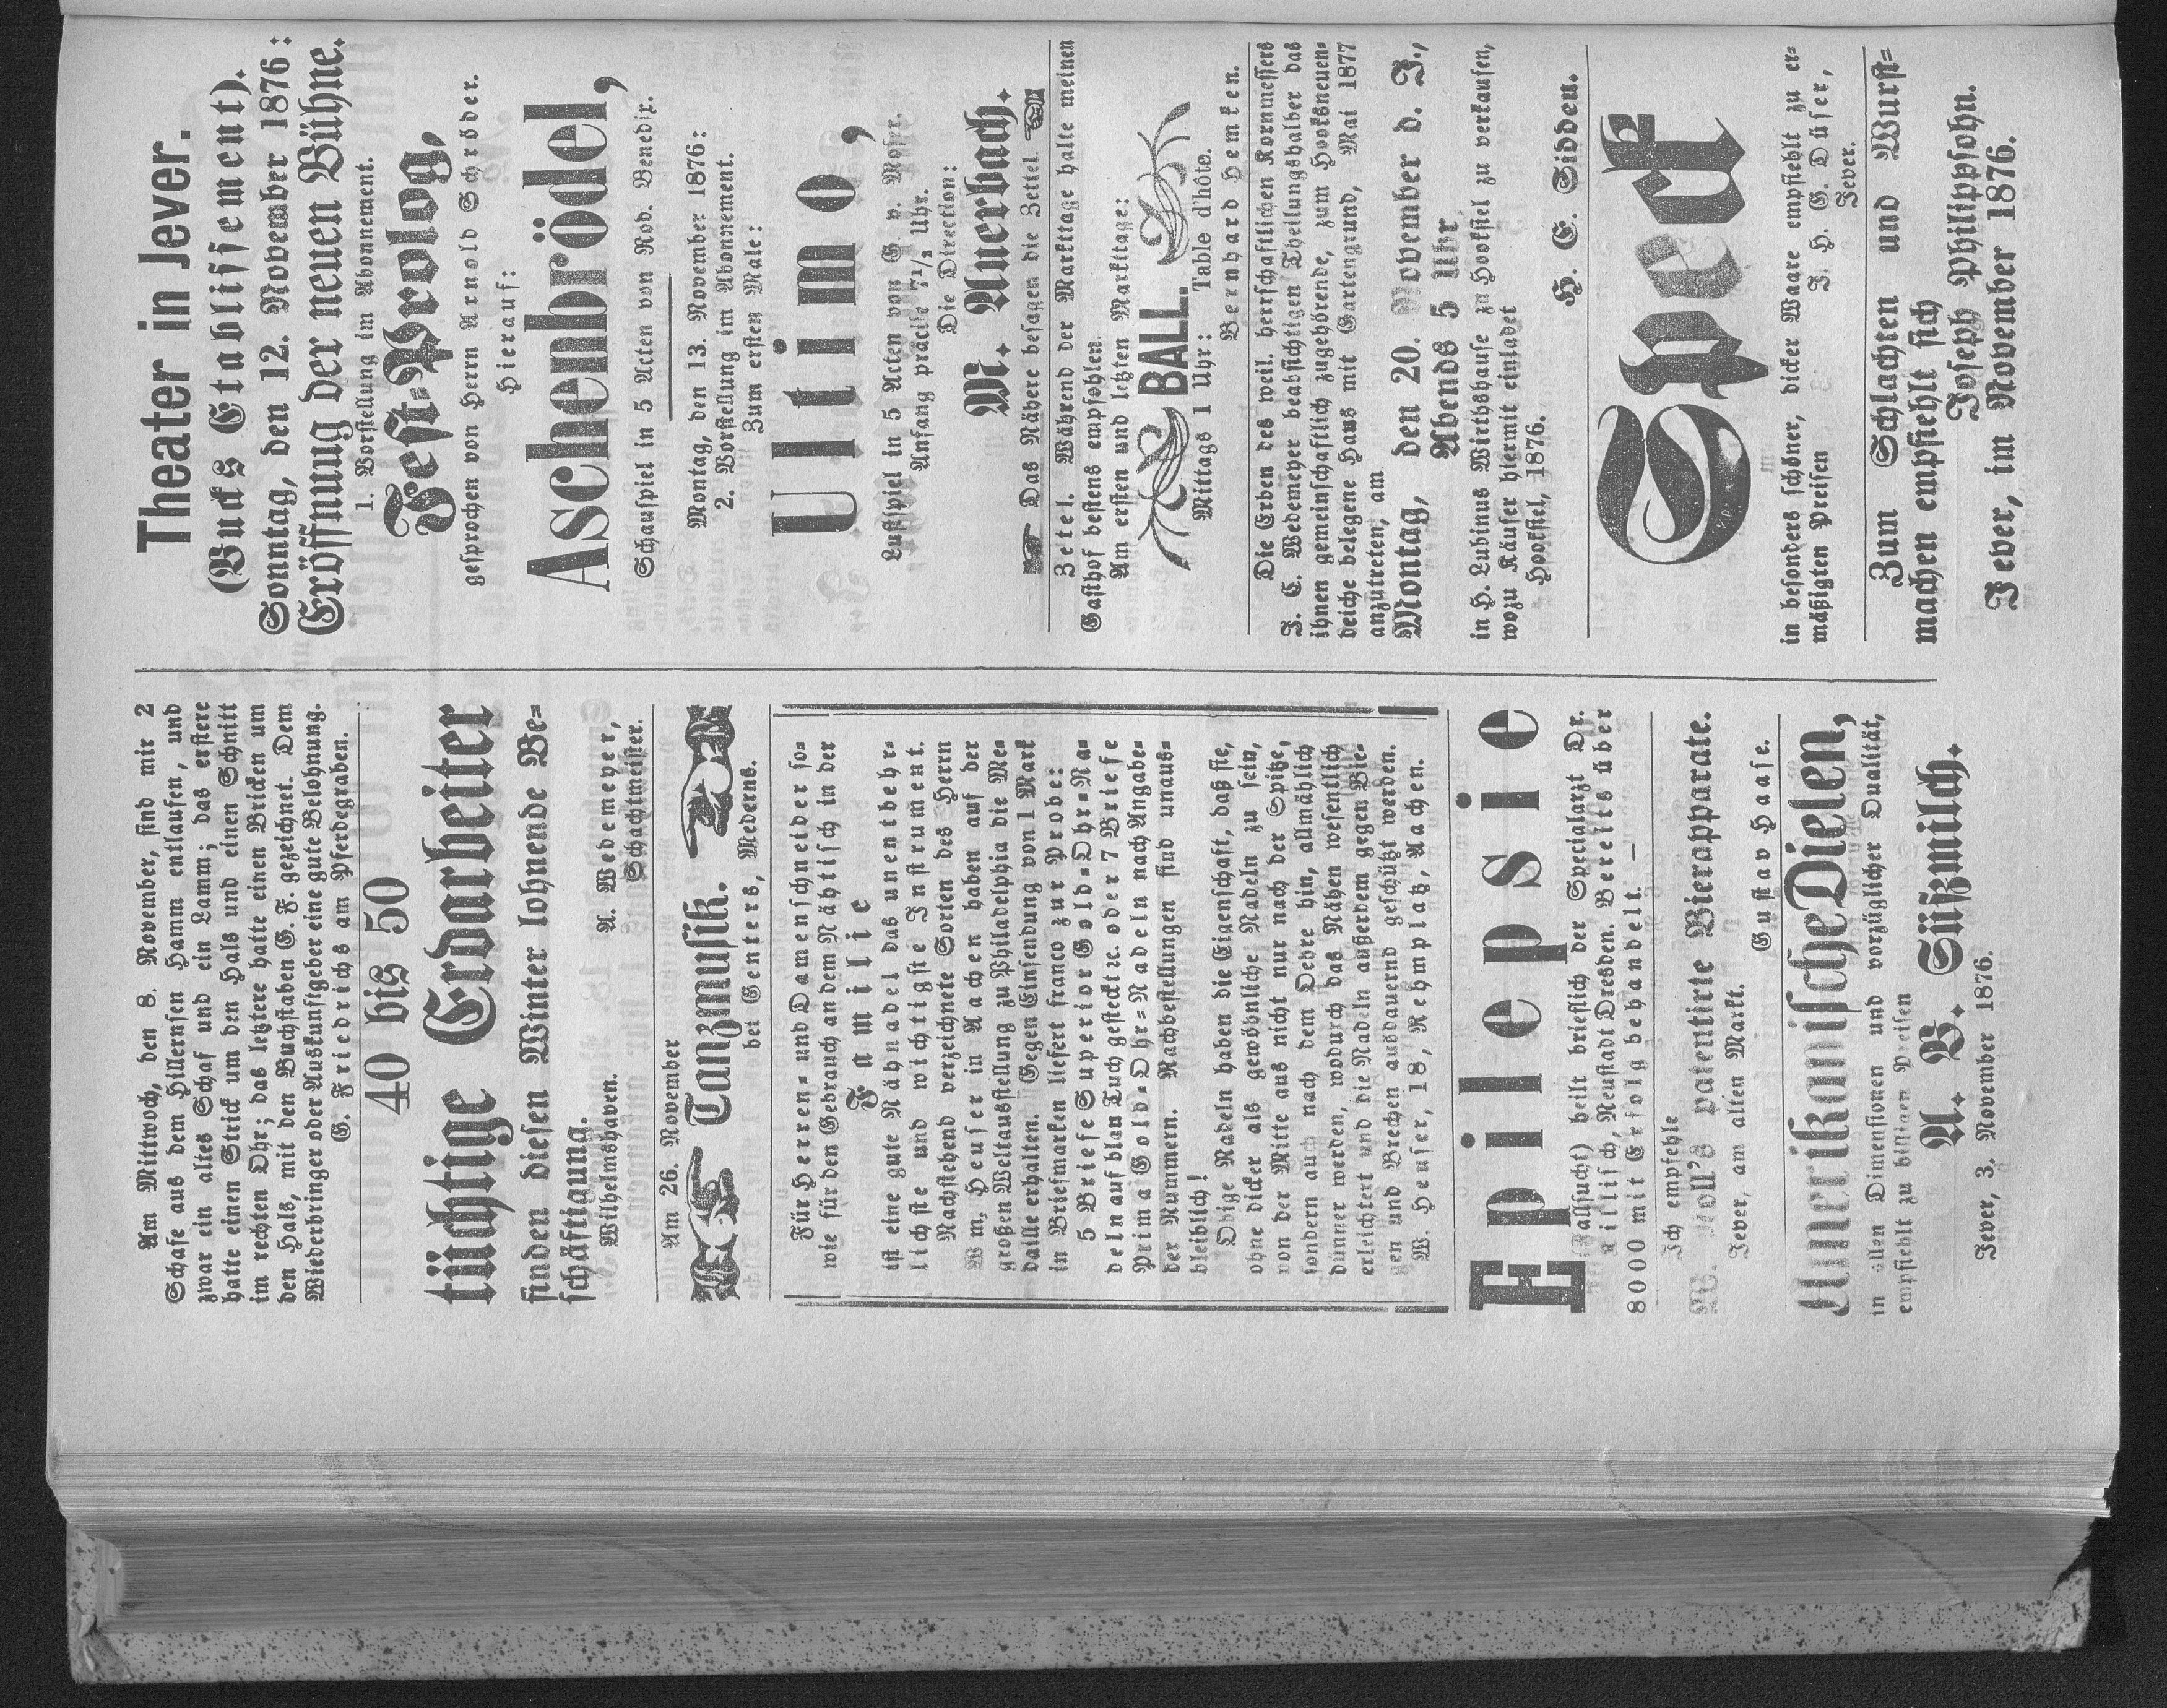 Am Mittwoch, den 8. November, sind mir 2
Schafe aus dem Hillernsen Hamm entlaufen, und
zwar ein altes Schaf und ein Lamm; das erstere
hatte einen Strick um den Hals und einen Schnitt
im rechten Ohr; das letztere hatte einen Bricken um
den Hals, mit den Buchstaben G. F. gezeichnet. Dem
Wiederbringer oder Auskunftgeber eine gute Belohnung.
G. Friedrichs am Pferdegraben.
40 bis 50
tüchtige Erdarbeiter
finden diesen Winter lohnende Be-
schäftigung.
Wilhelmshaven. A. Wedemeyer,
Schachtmeister.
Am 26. November
Tanzmusik.
bei Genters, Mederns.
Für Herren- und Damenschneider so-
wie für den Gebrauch an dem Nähtisch in der
Familie
ist eine gute Nähnadel das unentbehr-
lichste und wichtigste Instrument.
Nachstehend verzeichnete Sorten des Herrn
Wm. Heuser in Aachen haben auf der
großen Weltausstellung zu Philadelphia die Me-
daille erhalten. Gegen Einsendung von 1 Mark
in Briefmarken liefert franco zur Probe:
5 Briefe Superior Gold-Ohr-Na-
deln auf blau Tuch gesteckt ꝛc. oder 7 Briefe
Prima Gold-Ohr-Nadeln nach Angabe-
der Nummern. Nachbestellungen sind unaus-
bleiblich!
Obige Nadeln haben die Eigenschaft, daß sie,
ohne dicker als gewöhnliche Nadeln zu sein,
von der Mitte aus nicht nur nach der Spitze,
sondern auch nach dem Oehre hin, allmählich
dünner werden, wodurch das Nähen wesentlich
erleichtert und die Nadeln außerdem gegen Bie-
gen und Brechen ausdauernd geschützt werden.
W. Heuser, 18, Rehmplatz, Aachen.
Epilepsie
(Fallsucht) heilt brieflich der Specialarzt Dr.
Killisch, Neustadt Dresden. Bereits über
8000 mit Erfolg behandelt. —
Ich empfehle
W. Noll's patentirte Bierapparate.
Jever, am alten Markt.
Gustav Haase.
Amerikanische Dielen,
in allen Dimensionen und vorzüglicher Qualität,
empfiehlt zu billigen Preisen
A. B. Süßmilch.
Jever, 3. November 1876.
Theater in Jever.
(Bucks Etablissement).
Sonntag, den 12. November 1876:
Eröffnung der neuen Bühne.
1. Vorstellung im Abonnement.
Fest-Prolog,
gesprochen von Herrn Arnold Schröder.
Hierauf:
Aschenbrödel,
Schauspiel in 5 Acten von Rod. Benedix.
Montag, den 13. November 1876:
2. Vorstellung im Abonnement.
Zum ersten Male:
Ultimo,
Lustspiel in 5 Acten von G. v. Moser.
Anfang präcise 7½ Uhr.
Die Direction:
M. Auerbach.
Das Nähere besagen die Zettel
Zetel. Während der Markttage halte meinen
Gasthof bestens empfohlen.
Am ersten und letzten Markttage:
BALL.
Mittags 1 Uhr: Table d'hôte.
Bernhard Hemken.
Die Erben des weil. herrschaftlichen Kornmessers
J. C. Wedemeyer beabsichtigen Theilungshalber das
ihnen gemeinschaftlich zugehörende, zum Hooksneuen-
deiche belegene Haus mit Gartengrund, Mai 1877
anzutreten, am
Montag, den 20. November d. J.,
Abends 5 Uhr
in H. Lubinus Wirthshause zu Hooksiel zu verkaufen,
wozu Käufer hiermit einladet
Hooksiel, 1876.
H. E. Sidden.
Speck
in besonders schöner, dicker Waare empfiehlt zu er-
mäßigten Preisen J. H. G. Düser,
Jever.
Zum Schlachten und Wurst-
machen empfiehlt sich
Joseph Philippsohn.
Jever, im November 1876.